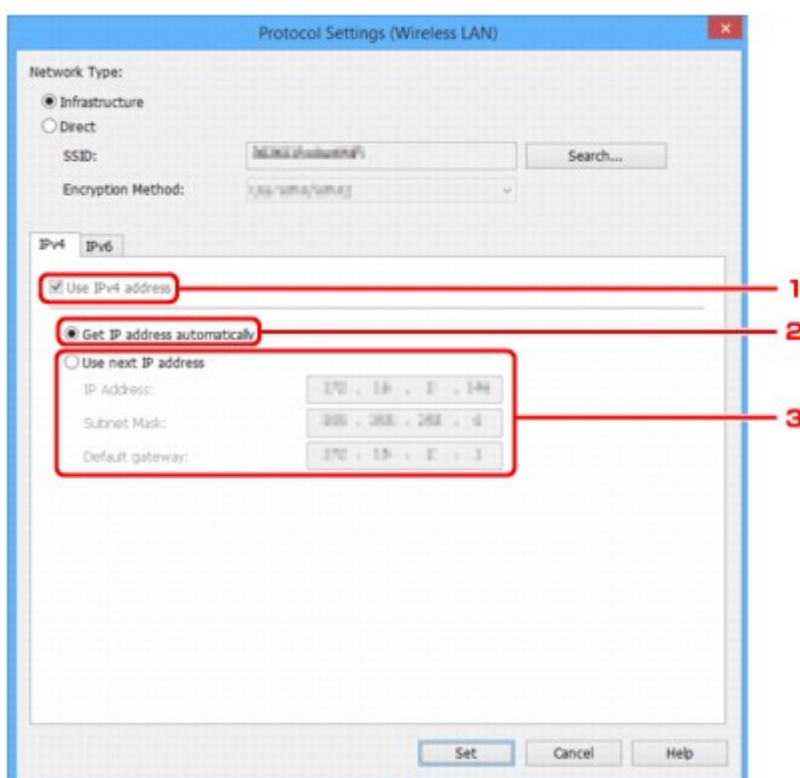 Protocol Settings (Wireless LAN)
Network Type:
Infrastructure
Direct
SSID:
Search...
Encryption Method:
IPv4 IPv6
Use IPv4 address
1
Get IP address automatically
2
Use next IP address
IP Address:
Subnet Mask:
3
Default gateway:
Set Cancel Help